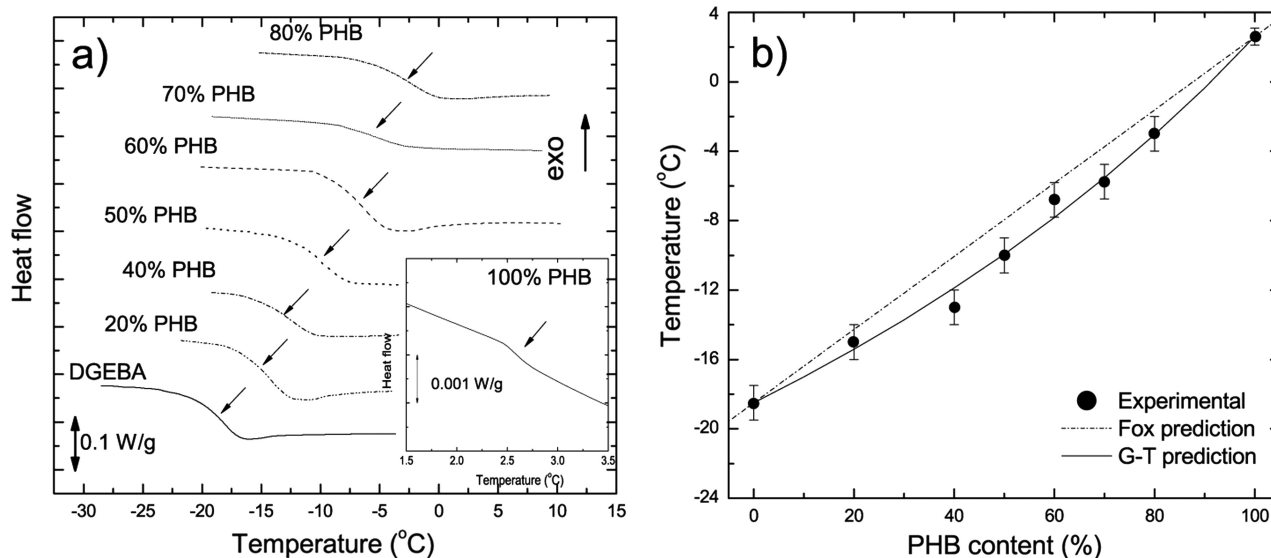 a)
80% PHB
70% PHB
60% PHB
50% PHB
40% PHB
20% PHB
DGEBA
0.1 W/g
exo
Heat flow
-30 -25 -20 -15 -10 -5 0 5 10 15
Temperature (°C)
100% PHB
Heat flow
0.001 W/g
1.5 2.0 2.5 3.0 3.5
Temperature (°C)
b)
4
0
-4
-8
-12
-16
-20
-24
Temperature (°C)
Experimental
Fox prediction
G-T prediction
0 20 40 60 80 100
PHB content (%)